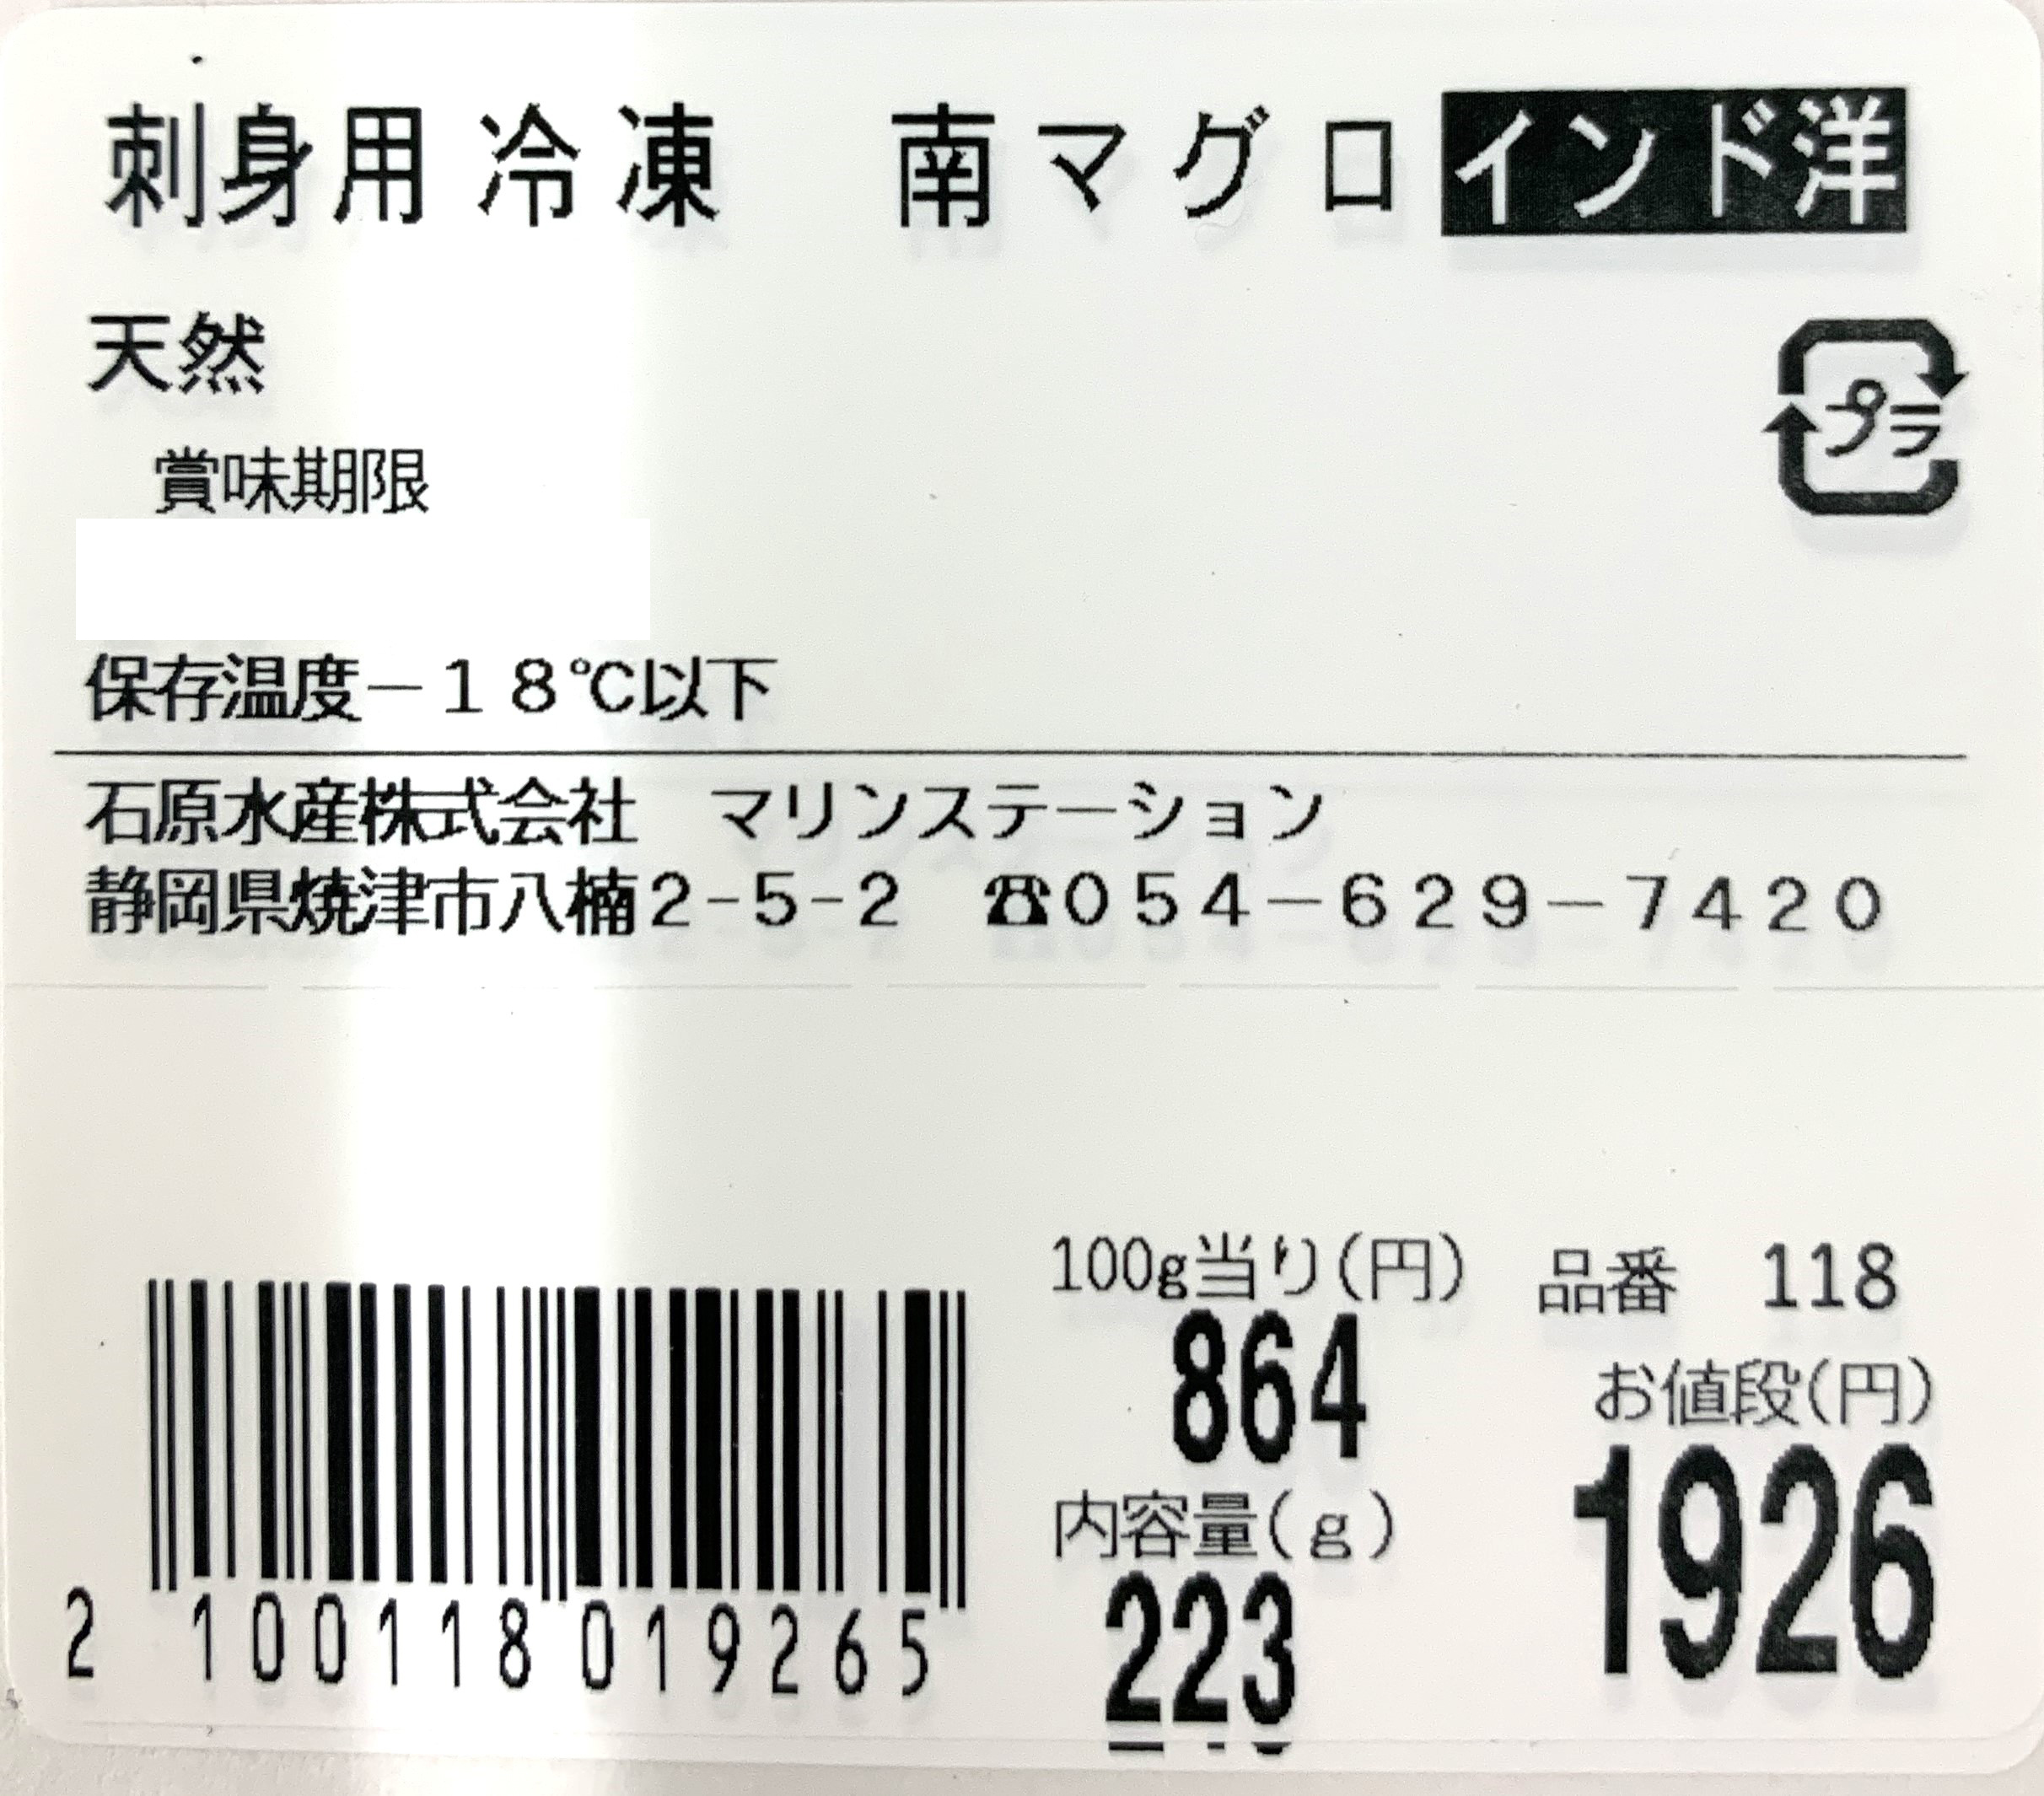 刺身用 冷凍　南マグロ インド洋
天然
プラ
賞味期限
保存温度－１８℃以下
石原水産株式会社　マリンステーション
静岡県焼津市八楠2-5-2　☎０５４－６２９－７４２０
100g当り(円)　品番　118
864
お値段(円)
1926
内容量(g)
223
2 100118 019265